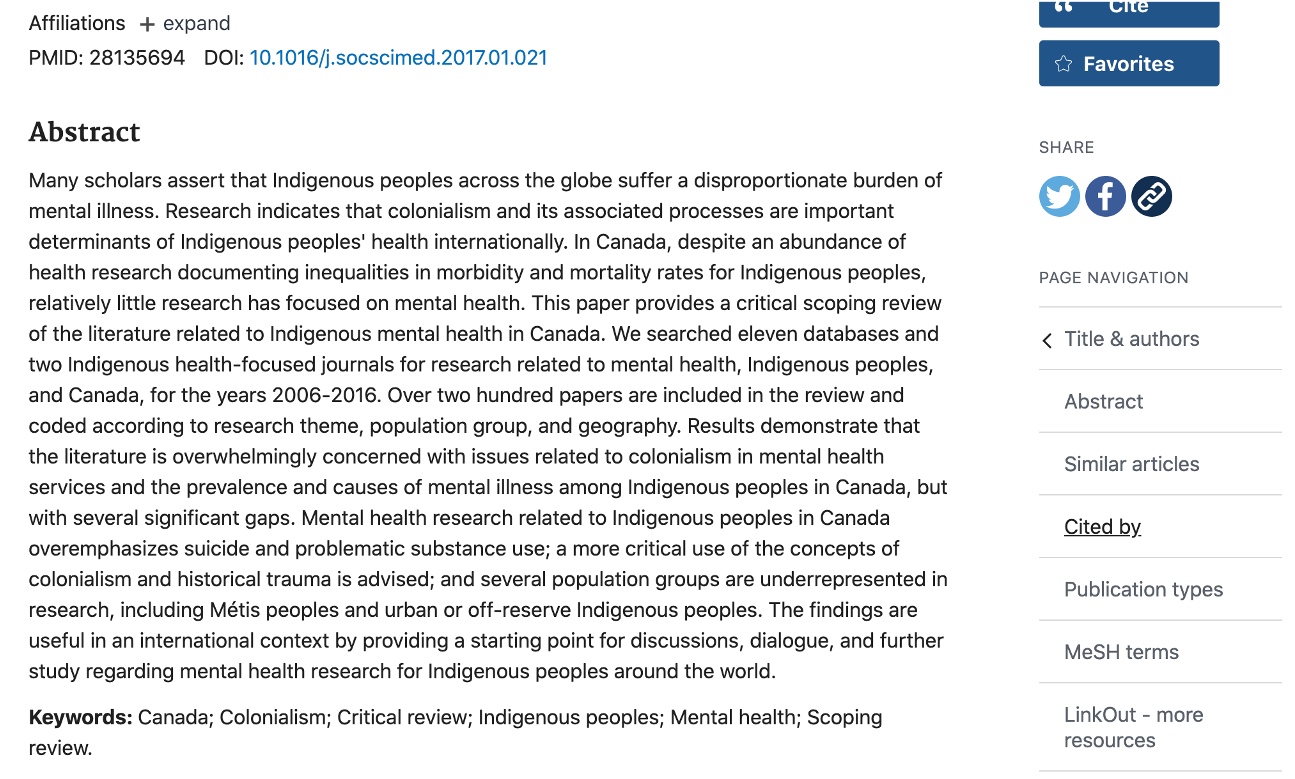 Affiliations + expand
PMID: 28135694 DOI: 10.1016/j.socscimed.2017.01.021
Abstract
Many scholars assert that Indigenous peoples across the globe suffer a disproportionate burden of
mental illness. Research indicates that colonialism and its associated processes are important
determinants of Indigenous peoples' health internationally. In Canada, despite an abundance of
health research documenting inequalities in morbidity and mortality rates for Indigenous peoples,
relatively little research has focused on mental health. This paper provides a critical scoping review
of the literature related to Indigenous mental health in Canada. We searched eleven databases and
two Indigenous health-focused journals for research related to mental health, Indigenous peoples,
and Canada, for the years 2006-2016. Over two hundred papers are included in the review and
coded according to research theme, population group, and geography. Results demonstrate that
the literature is overwhelmingly concerned with issues related to colonialism in mental health
services and the prevalence and causes of mental illness among Indigenous peoples in Canada, but
with several significant gaps. Mental health research related to Indigenous peoples in Canada
overemphasizes suicide and problematic substance use; a more critical use of the concepts of
colonialism and historical trauma is advised; and several population groups are underrepresented in
research, including Métis peoples and urban or off-reserve Indigenous peoples. The findings are
useful in an international context by providing a starting point for discussions, dialogue, and further
study regarding mental health research for Indigenous peoples around the world.
Keywords: Canada; Colonialism; Critical review; Indigenous peoples; Mental health; Scoping
review.
Cite
Favorites
SHARE
PAGE NAVIGATION
Title & authors
Abstract
Similar articles
Cited by
Publication types
MeSH terms
LinkOut - more
resources